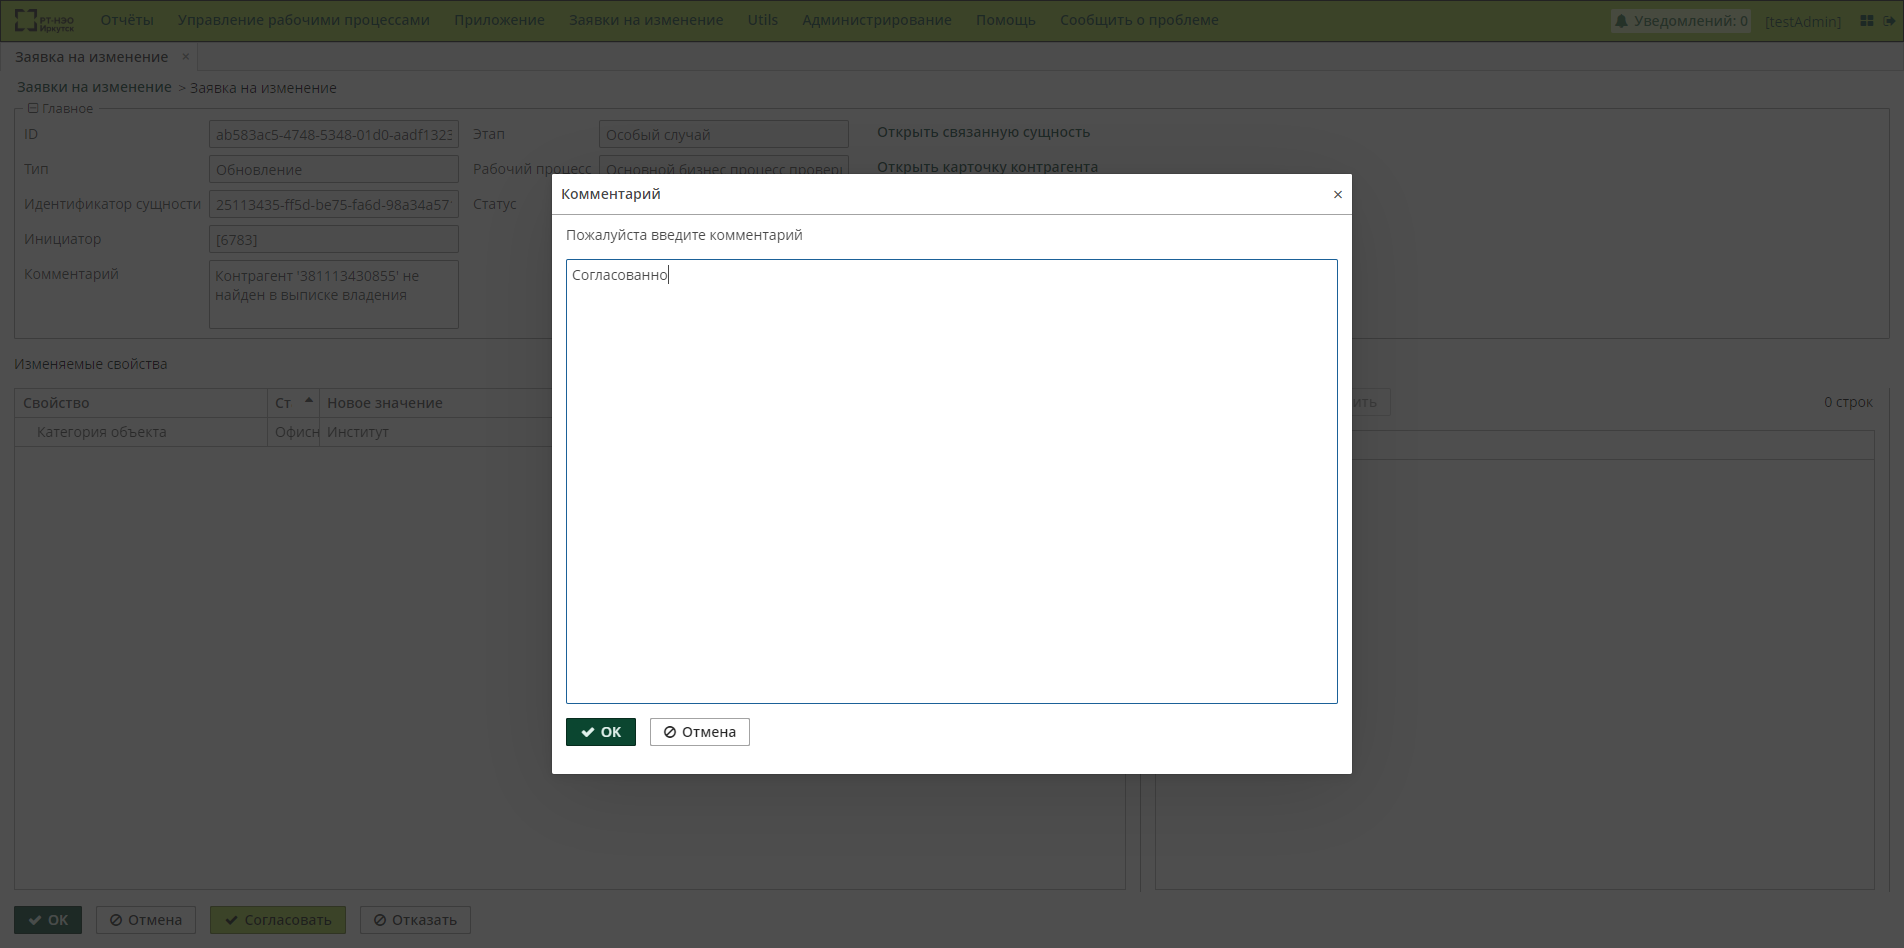 РТ-НЭО Иркутск
Отчёты Управление рабочими процессами Приложение Заявки на изменение Utils Администрирование Помощь Сообщить о проблеме Уведомлений: 0 [testAdmin]
Заявка на изменение ×
Заявки на изменение > Заявка на изменение
Главное
ID ab583ac5-4748-5348-01d0-aadf1323 Этап Особый случай Открыть связанную сущность
Тип Обновление Рабочий процесс Основной бизнес процесс провер Открыть карточку контрагента
Идентификатор сущности 25113435-ff5d-be75-fa6d-98a34a57 Статус
Инициатор [6783]
Комментарий Контрагент '381113430855' не
найден в выписке владения
Комментарий ×
Пожалуйста введите комментарий
Согласованно
OK Отмена
Изменяемые свойства
Свойство Ст Новое значение ить 0 строк
Категория объекта Офисн Институт
OK Отмена Согласовать Отказать